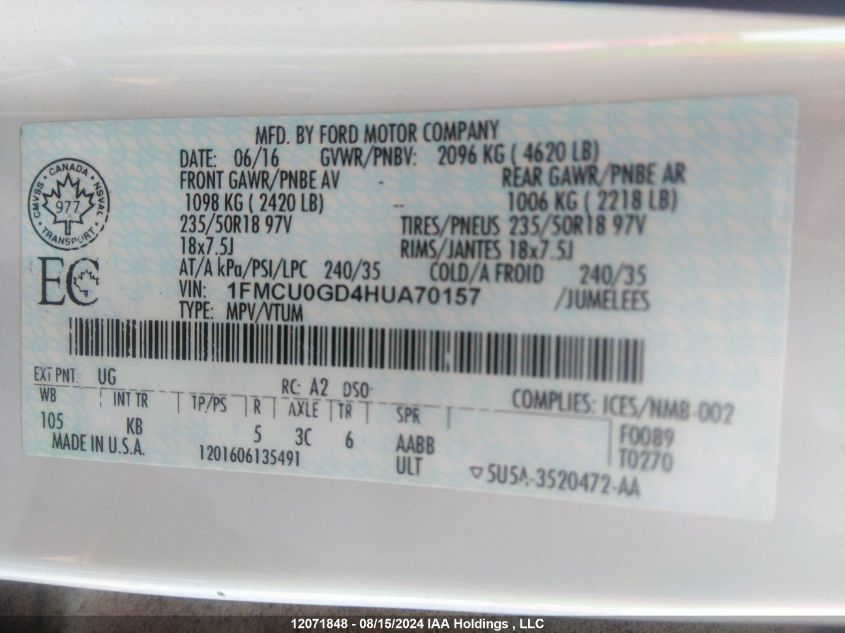 MFD. BY FORD MOTOR COMPANY
DATE: 06/16 GVWR/PNBV: 2096 KG ( 4620 LB)
FRONT GAWR/PNBE AV - REAR GAWR/PNBE AR
1098 KG ( 2420 LB) 1006 KG ( 2218 LB)
235/50R18 97V TIRES/PNEUS 235/50R18 97V
18x7.5J RIMS/JANTES 18x7.5J
AT/A kPa/PSI/LPC 240/35 COLD/A FROID 240/35
VIN: 1FMCU0GD4HUA70157 /JUMELEES
TYPE: MPV/VTUM
CMVSS · CANADA · NSVAC
977
TRANSPORT
EC
EXT PNT: UG RC: A2 DSO:
COMPLIES: ICES/NMB-002
WB INT TR TP/PS R AXLE TR SPR
105 KB 5 3C 6 AABB F0089
MADE IN U.S.A. 1201606135491 ULT T0270
5U5A-3520472-AA
12071848 - 08/15/2024 IAA Holdings , LLC